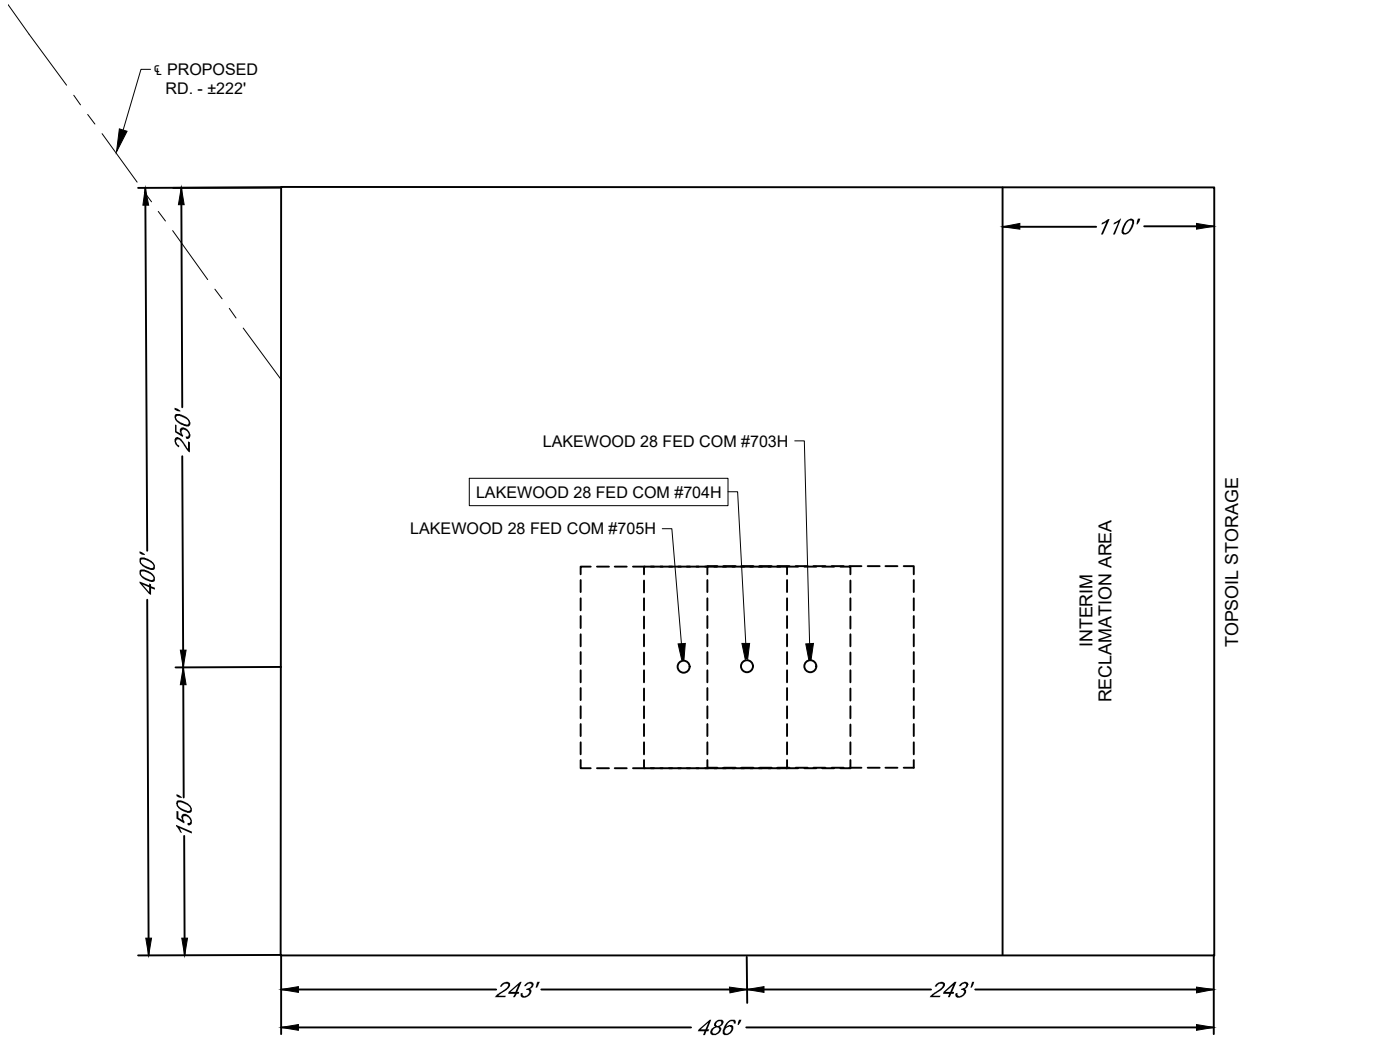 ℄ PROPOSED
RD. - ±222'
110'
250'
LAKEWOOD 28 FED COM #703H
LAKEWOOD 28 FED COM #704H
LAKEWOOD 28 FED COM #705H
400'
INTERIM
RECLAMATION AREA
TOPSOIL STORAGE
150'
243'
243'
486'